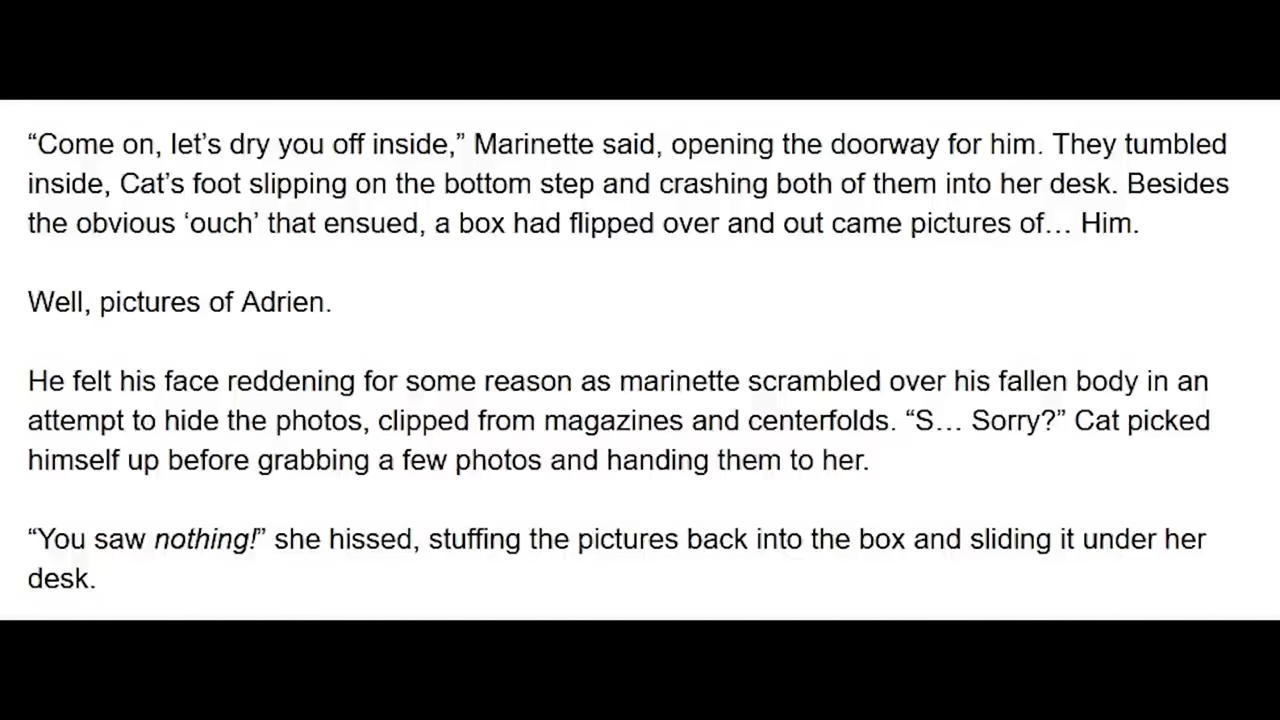 “Come on, let’s dry you off inside,” Marinette said, opening the doorway for him. They tumbled
inside, Cat’s foot slipping on the bottom step and crashing both of them into her desk. Besides
the obvious ‘ouch’ that ensued, a box had flipped over and out came pictures of… Him.
Well, pictures of Adrien.
He felt his face reddening for some reason as marinette scrambled over his fallen body in an
attempt to hide the photos, clipped from magazines and centerfolds. “S… Sorry?” Cat picked
himself up before grabbing a few photos and handing them to her.
“You saw nothing!” she hissed, stuffing the pictures back into the box and sliding it under her
desk.